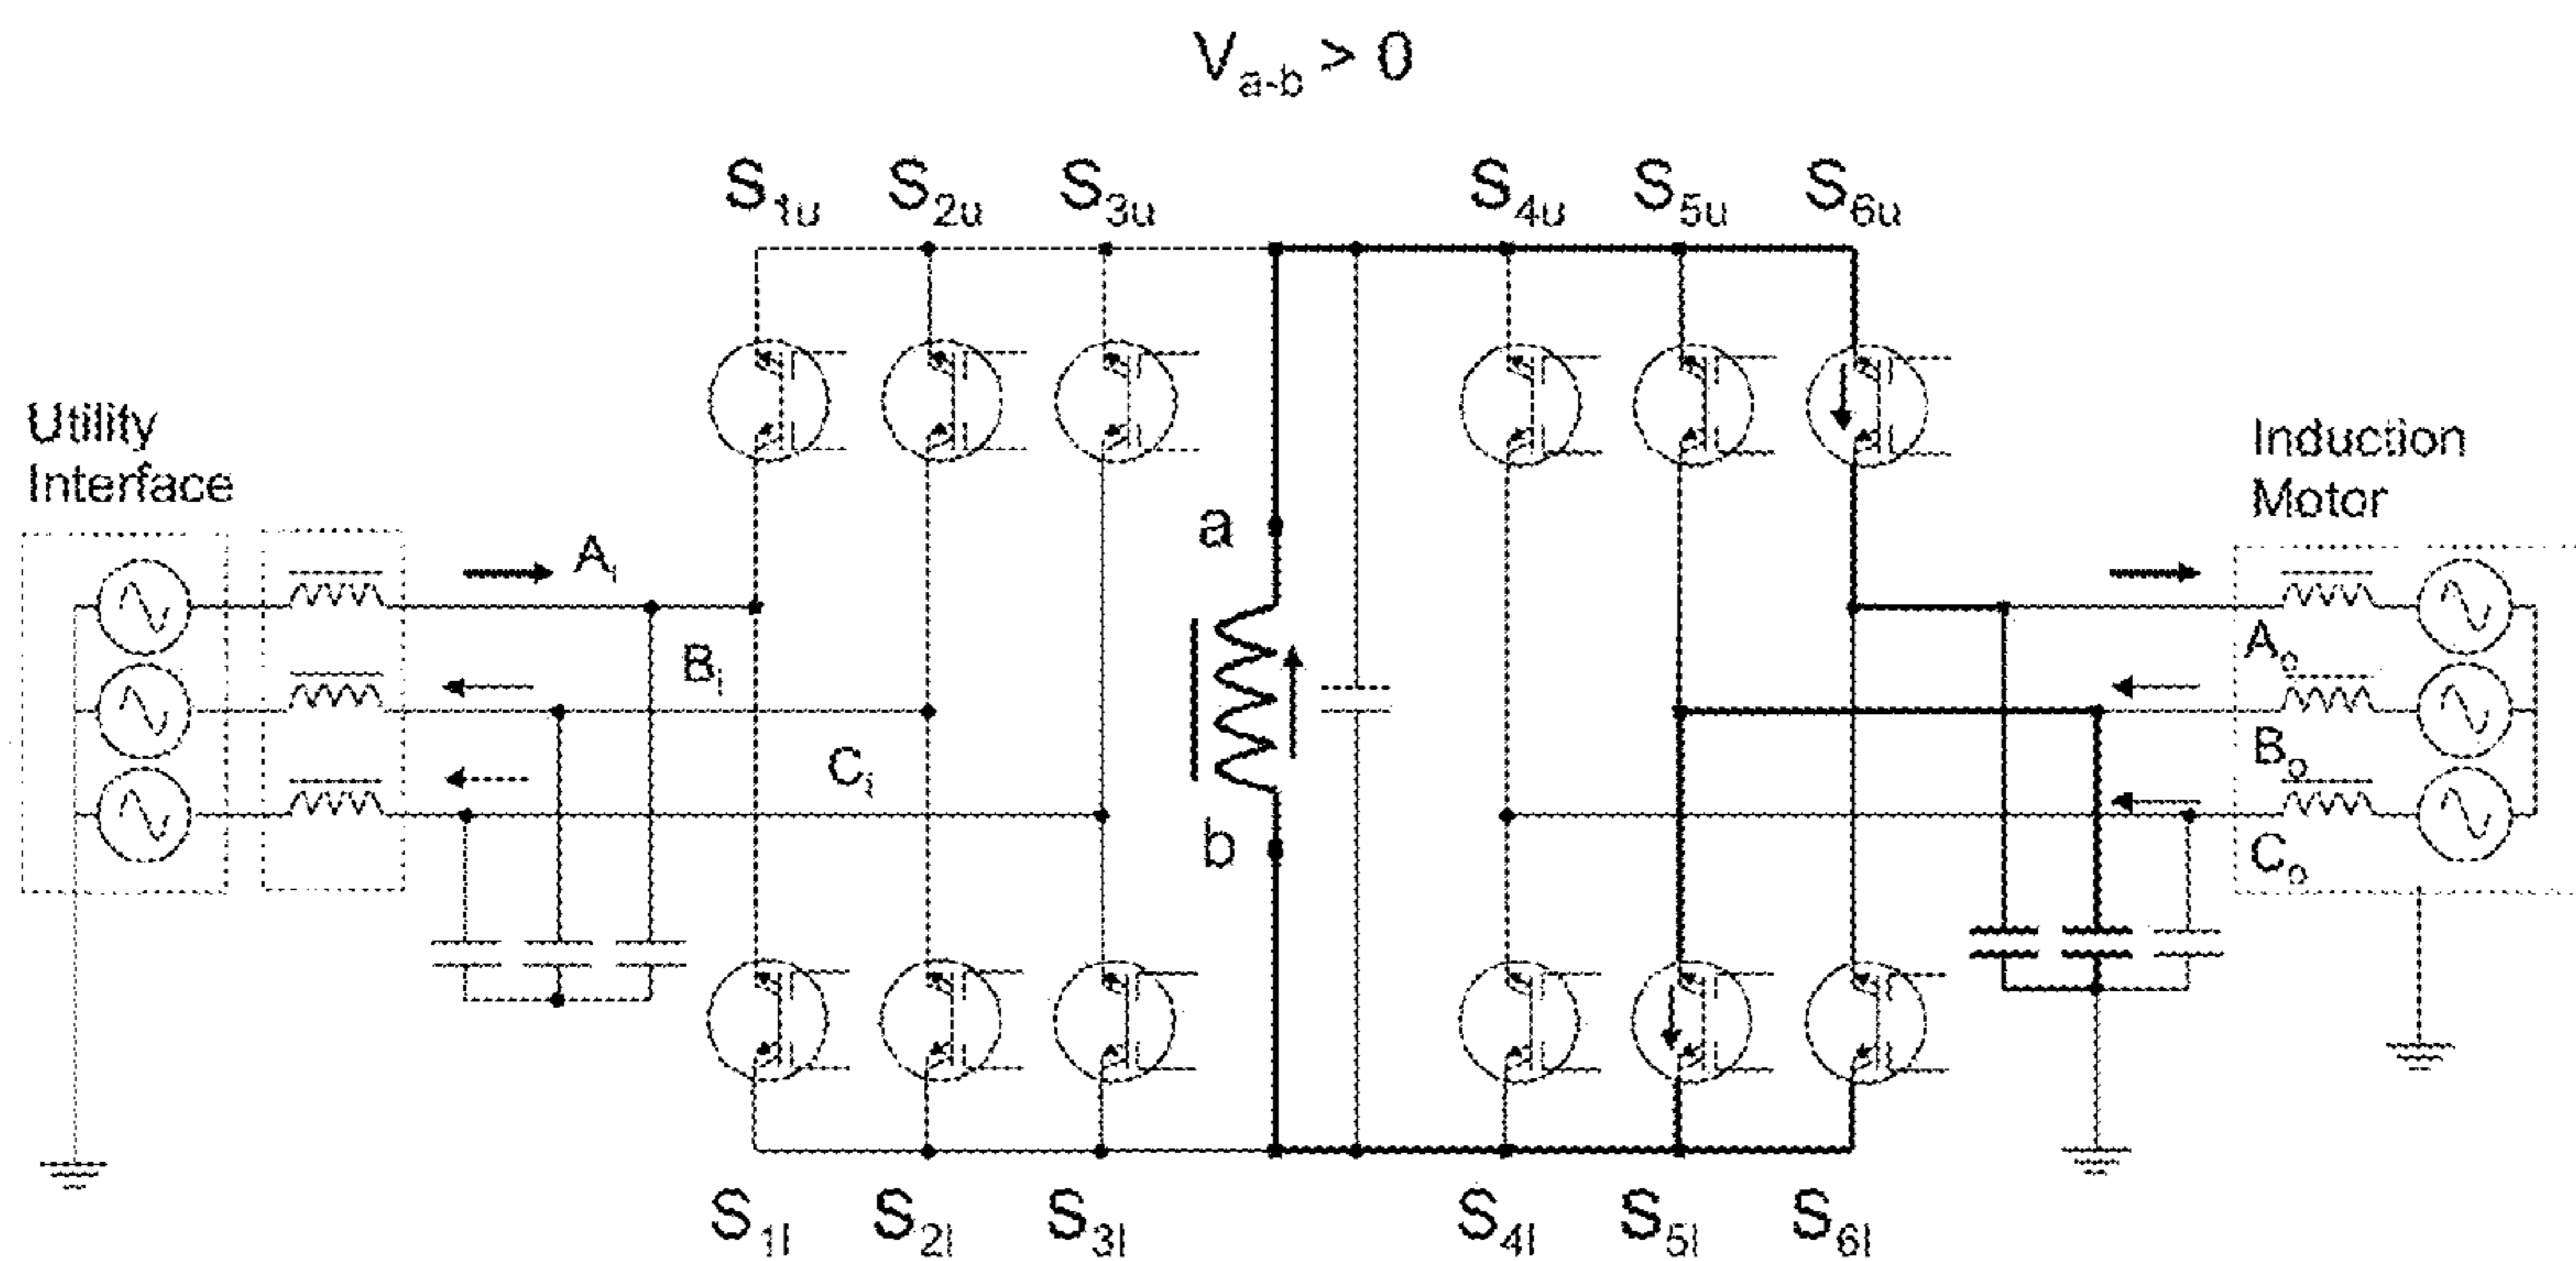 Va-b > 0
S1u S2u S3u S4u S5u S6u
Utility
Interface
Induction
Motor
a
Ai
Bi
Ci
b
Ao
Bo
Co
S1l S2l S3l S4l S5l S6l